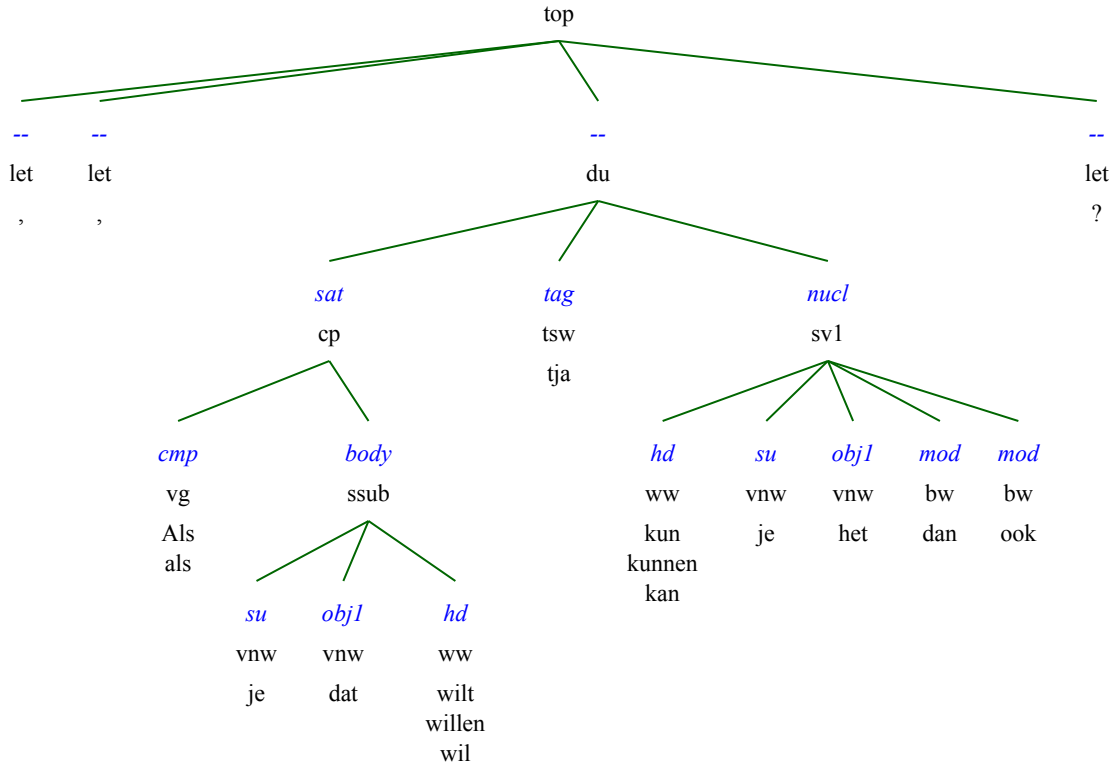 top
-- -- -- --
let let du let
, , ?
sat tag nucl
cp tsw sv1
tja
cmp body hd su obj1 mod mod
vg ssub ww vnw vnw bw bw
Als kun je het dan ook
als kunnen
kan
su obj1 hd
vnw vnw ww
je dat wilt
willen
wil